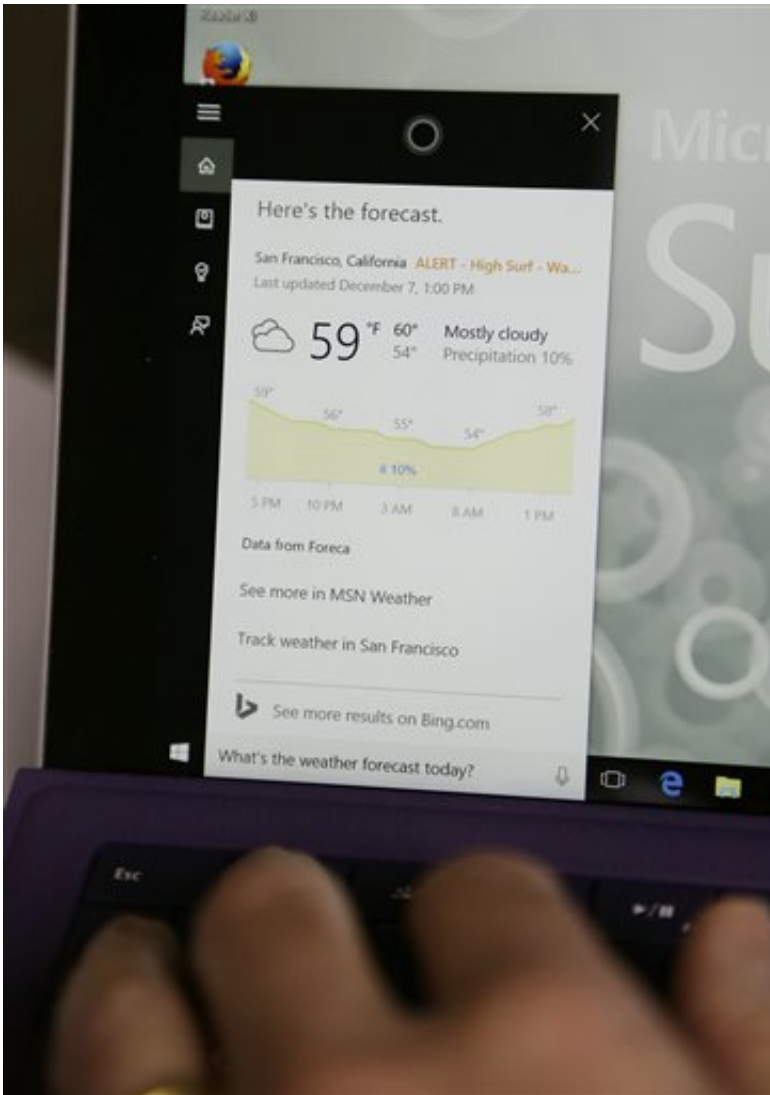 Micr
Su
Here's the forecast.
San Francisco, California ALERT - High Surf - Wa...
Last updated December 7, 1:00 PM
59 °F 60° Mostly cloudy
54° Precipitation 10%
59° 56° 55° 54° 58°
10%
5 PM 10 PM 3 AM 8 AM 1 PM
Data from Foreca
See more in MSN Weather
Track weather in San Francisco
See more results on Bing.com
What's the weather forecast today?
Esc